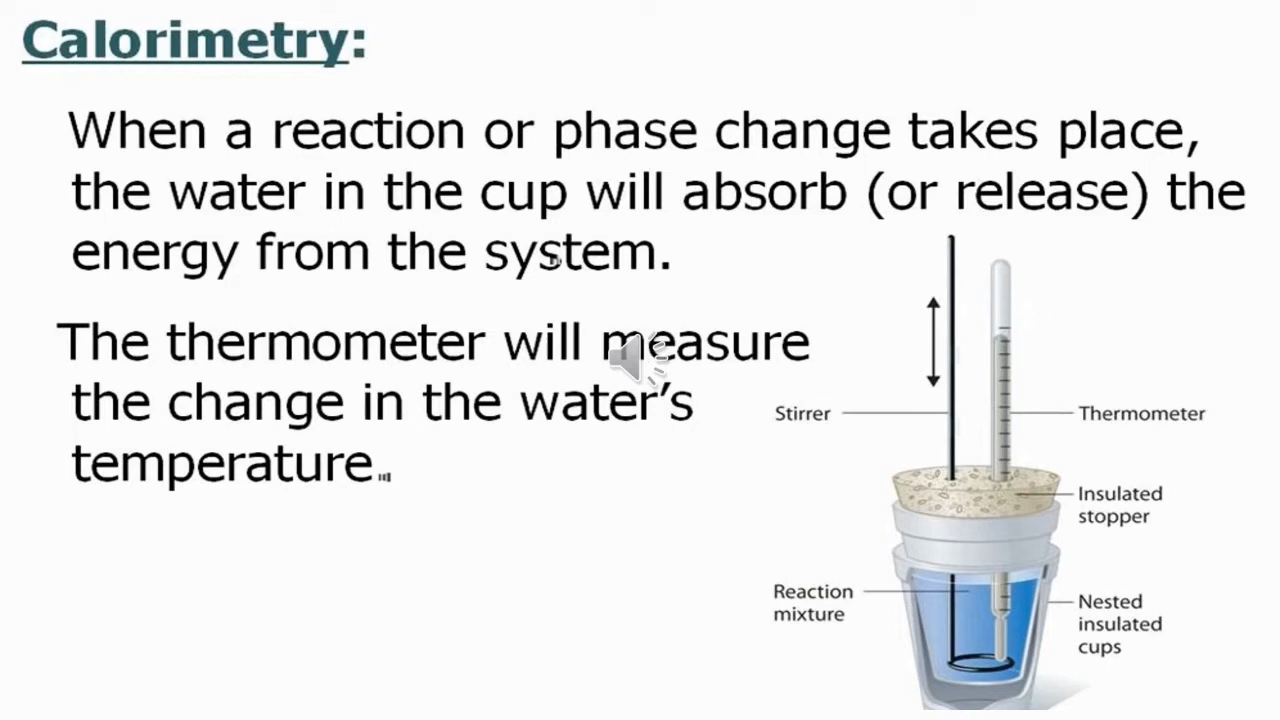 Calorimetry:
When a reaction or phase change takes place,
the water in the cup will absorb (or release) the
energy from the system.
The thermometer will measure
the change in the water’s
temperature.
Stirrer
Thermometer
Insulated
stopper
Reaction
mixture
Nested
insulated
cups